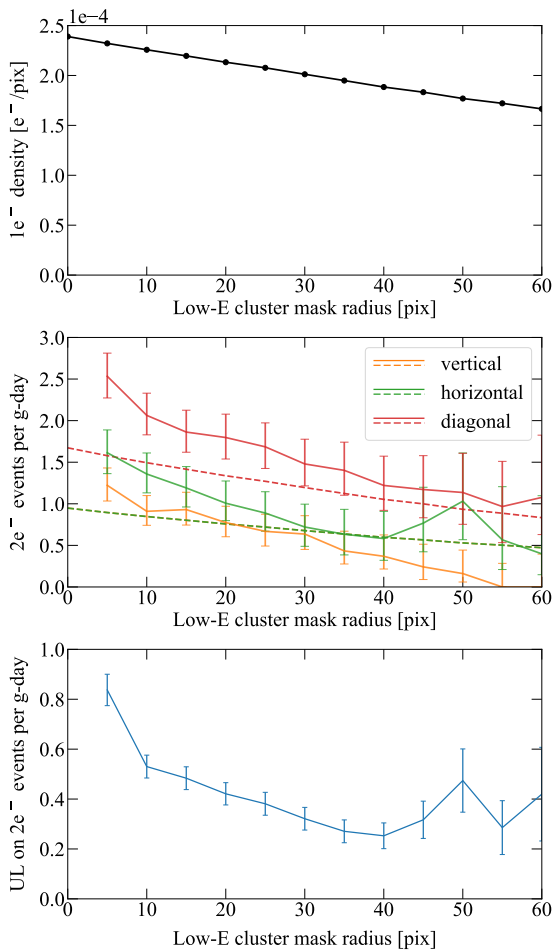 1e−4
2.5
2.0
1.5
1.0
0.5
0.0
1e⁻ density [e⁻/pix]
0 10 20 30 40 50 60
Low-E cluster mask radius [pix]
3.0
2.5
2.0
1.5
1.0
0.5
0.0
2e⁻ events per g-day
vertical
horizontal
diagonal
0 10 20 30 40 50 60
Low-E cluster mask radius [pix]
1.0
0.8
0.6
0.4
0.2
0.0
UL on 2e⁻ events per g-day
0 10 20 30 40 50 60
Low-E cluster mask radius [pix]